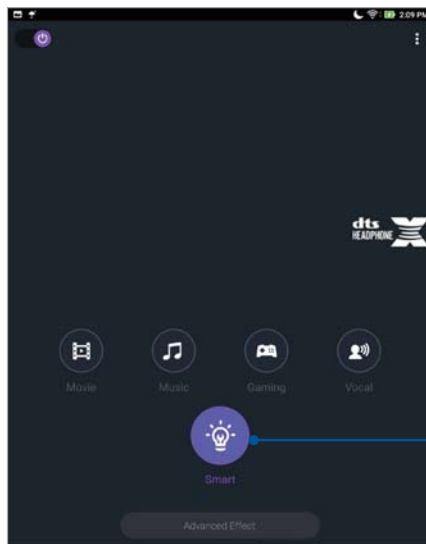 2:09 PM
dts
HEADPHONE X
Movie Music Gaming Vocal
Smart
Advanced Effect